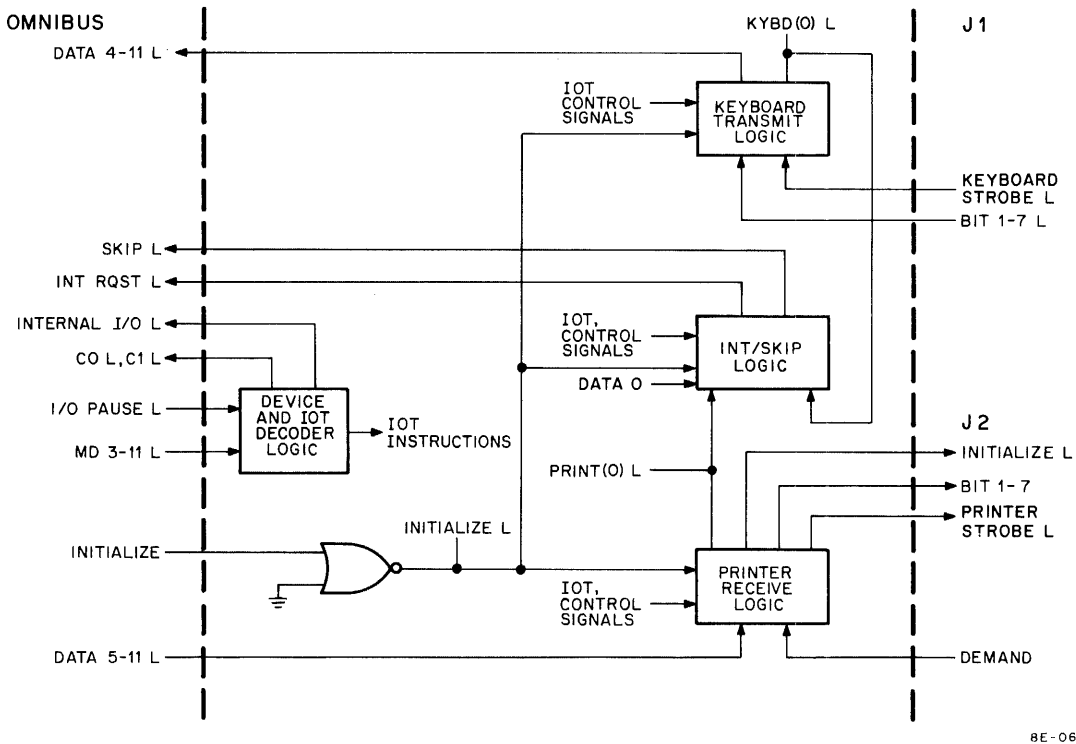 OMNIBUS
KYBD(0) L
J1
DATA 4-11 L
IOT
CONTROL
SIGNALS
KEYBOARD
TRANSMIT
LOGIC
KEYBOARD
STROBE L
BIT 1-7 L
SKIP L
INT RQST L
INTERNAL I/O L
CO L, C1 L
I/O PAUSE L
MD 3-11 L
DEVICE
AND IOT
DECODER
LOGIC
IOT
INSTRUCTIONS
IOT,
CONTROL
SIGNALS
DATA 0
INT/SKIP
LOGIC
J2
PRINT(0) L
INITIALIZE L
BIT 1-7
PRINTER
STROBE L
INITIALIZE
INITIALIZE L
IOT,
CONTROL
SIGNALS
PRINTER
RECEIVE
LOGIC
DATA 5-11 L
DEMAND
8E-06